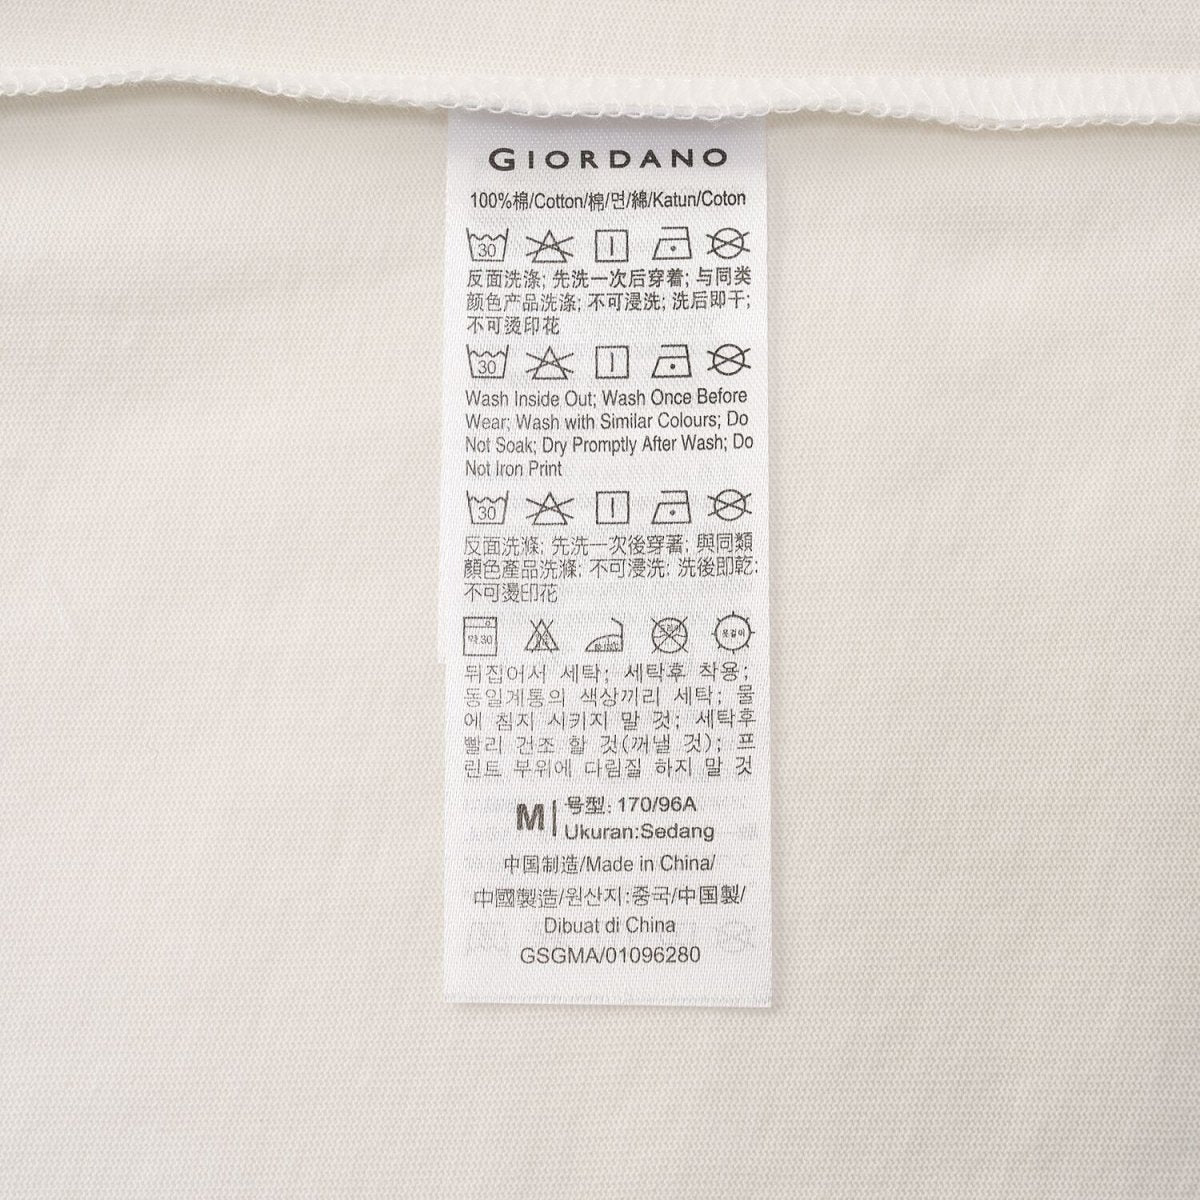 GIORDANO
100%棉/Cotton/棉/면/綿/Katun/Coton
30
反面洗涤; 先洗一次后穿着; 与同类
颜色产品洗涤; 不可浸洗; 洗后即干;
不可烫印花
30
Wash Inside Out; Wash Once Before
Wear; Wash with Similar Colours; Do
Not Soak; Dry Promptly After Wash; Do
Not Iron Print
30
反面洗滌; 先洗一次後穿著; 與同類
顏色產品洗滌; 不可浸洗; 洗後即乾;
不可燙印花
약 30 옷걸이
뒤집어서 세탁; 세탁후 착용;
동일계통의 색상끼리 세탁; 물
에 침지 시키지 말 것; 세탁후
빨리 건조 할 것(꺼낼 것); 프
린트 부위에 다림질 하지 말 것
M 号型: 170/96A
Ukuran:Sedang
中国制造/Made in China/
中國製造/원산지:중국/中国製/
Dibuat di China
GSGMA/01096280